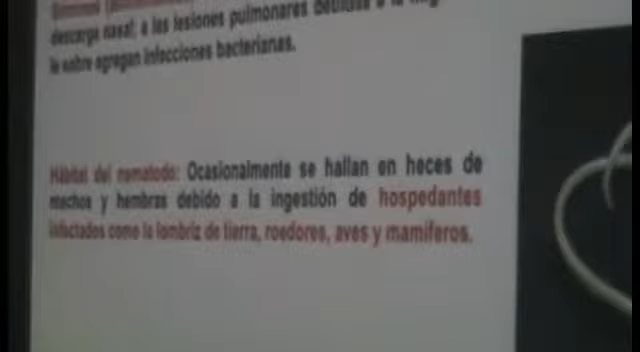 descarga nasal; a las lesiones pulmonares debidas a la
le sobre agregan infecciones bacterianas.
Hábitat del nematodo: Ocasionalmente se hallan en heces de
machos y hembras debido a la ingestión de hospedantes
infectados como la lombriz de tierra, roedores, aves y mamíferos.